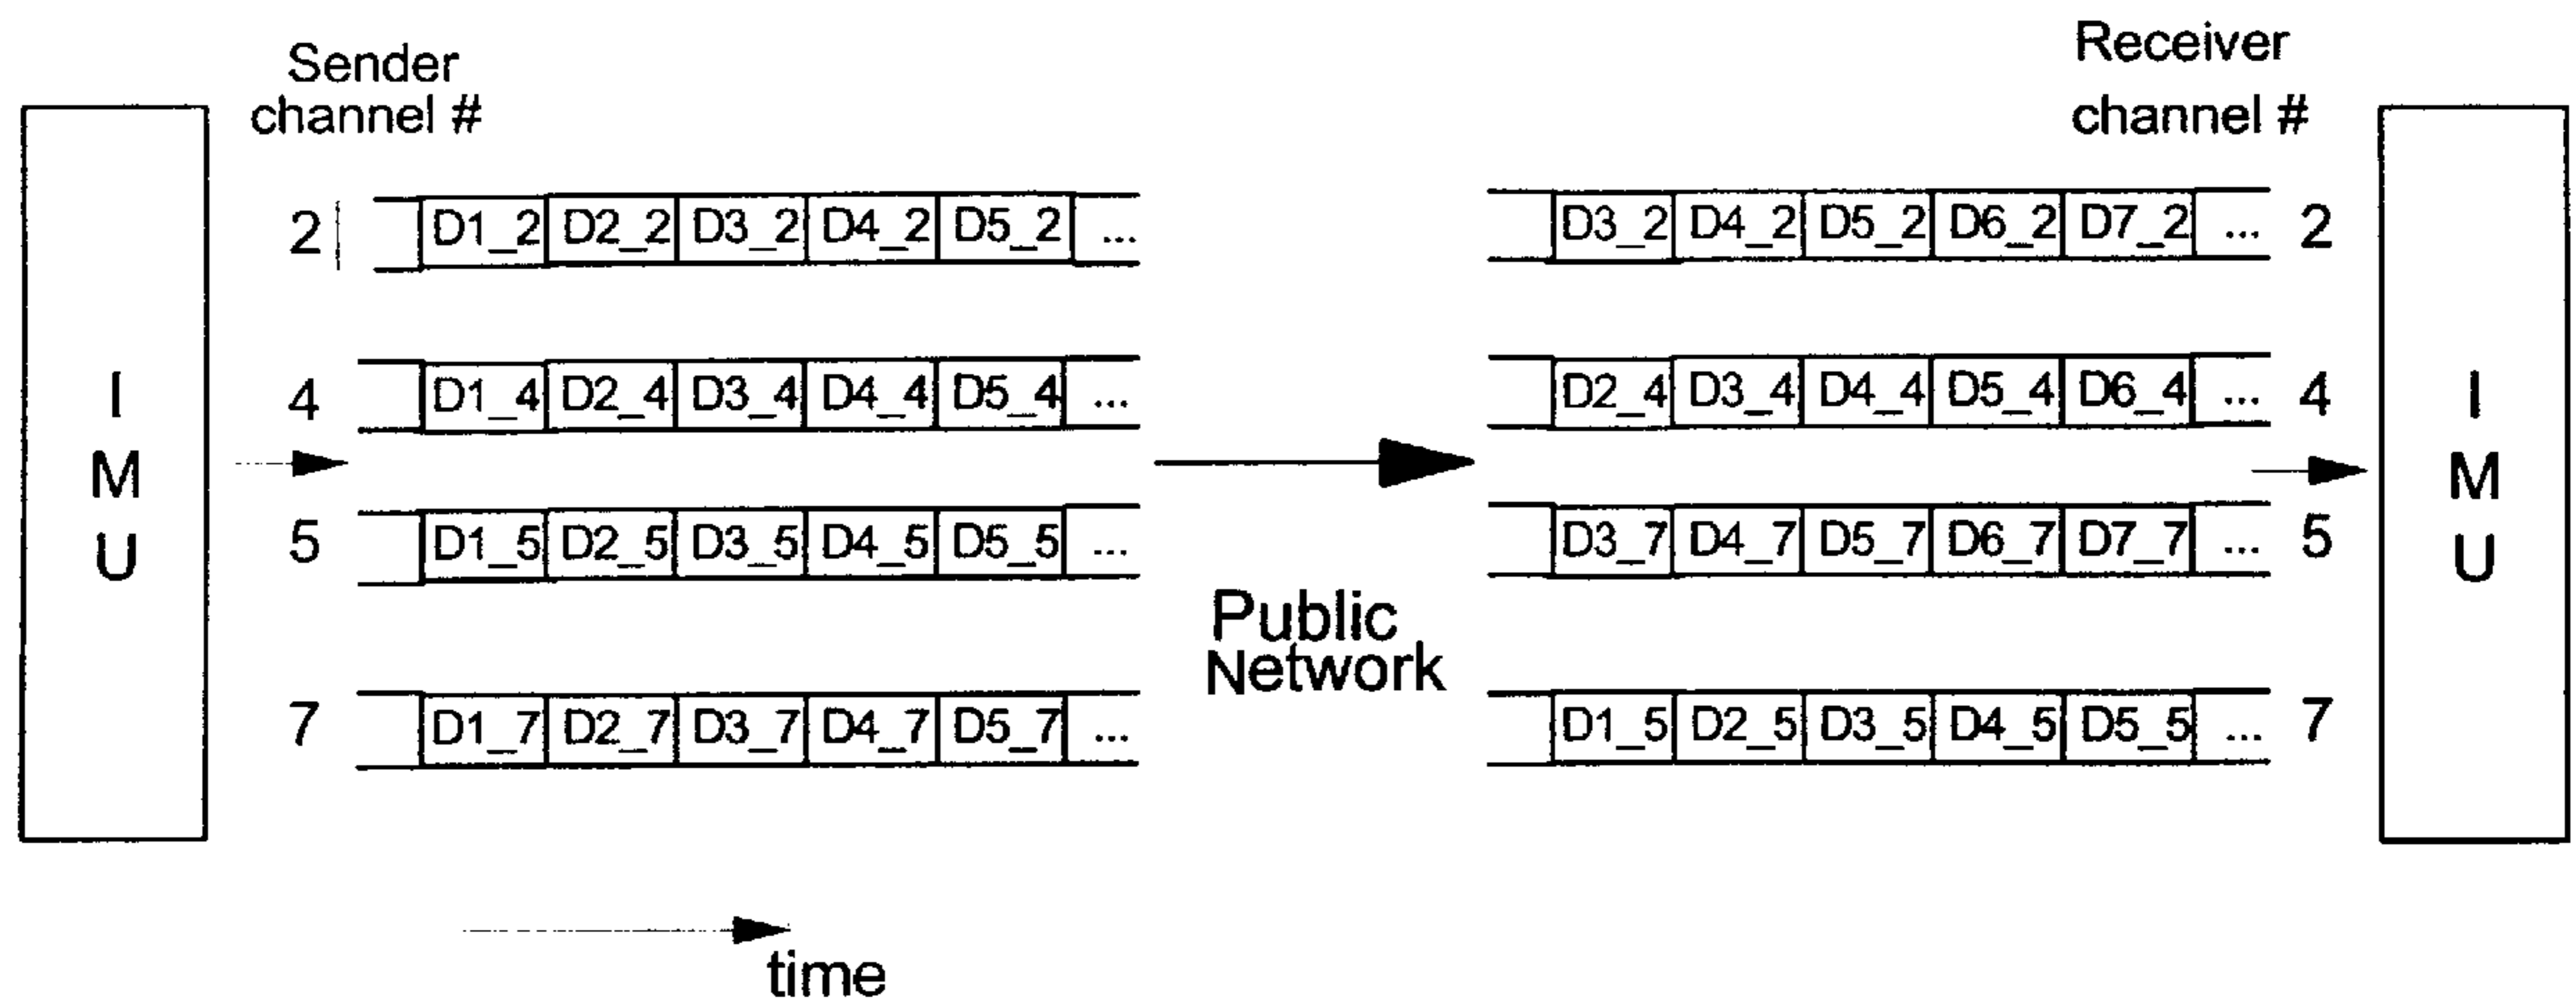 Sender
channel #
Receiver
channel #
2 D1_2 D2_2 D3_2 D4_2 D5_2 ...
D3_2 D4_2 D5_2 D6_2 D7_2 ... 2
4 D1_4 D2_4 D3_4 D4_4 D5_4 ...
D2_4 D3_4 D4_4 D5_4 D6_4 ... 4
I
M
U
I
M
U
5 D1_5 D2_5 D3_5 D4_5 D5_5 ...
D3_7 D4_7 D5_7 D6_7 D7_7 ... 5
Public
Network
7 D1_7 D2_7 D3_7 D4_7 D5_7 ...
D1_5 D2_5 D3_5 D4_5 D5_5 ... 7
time